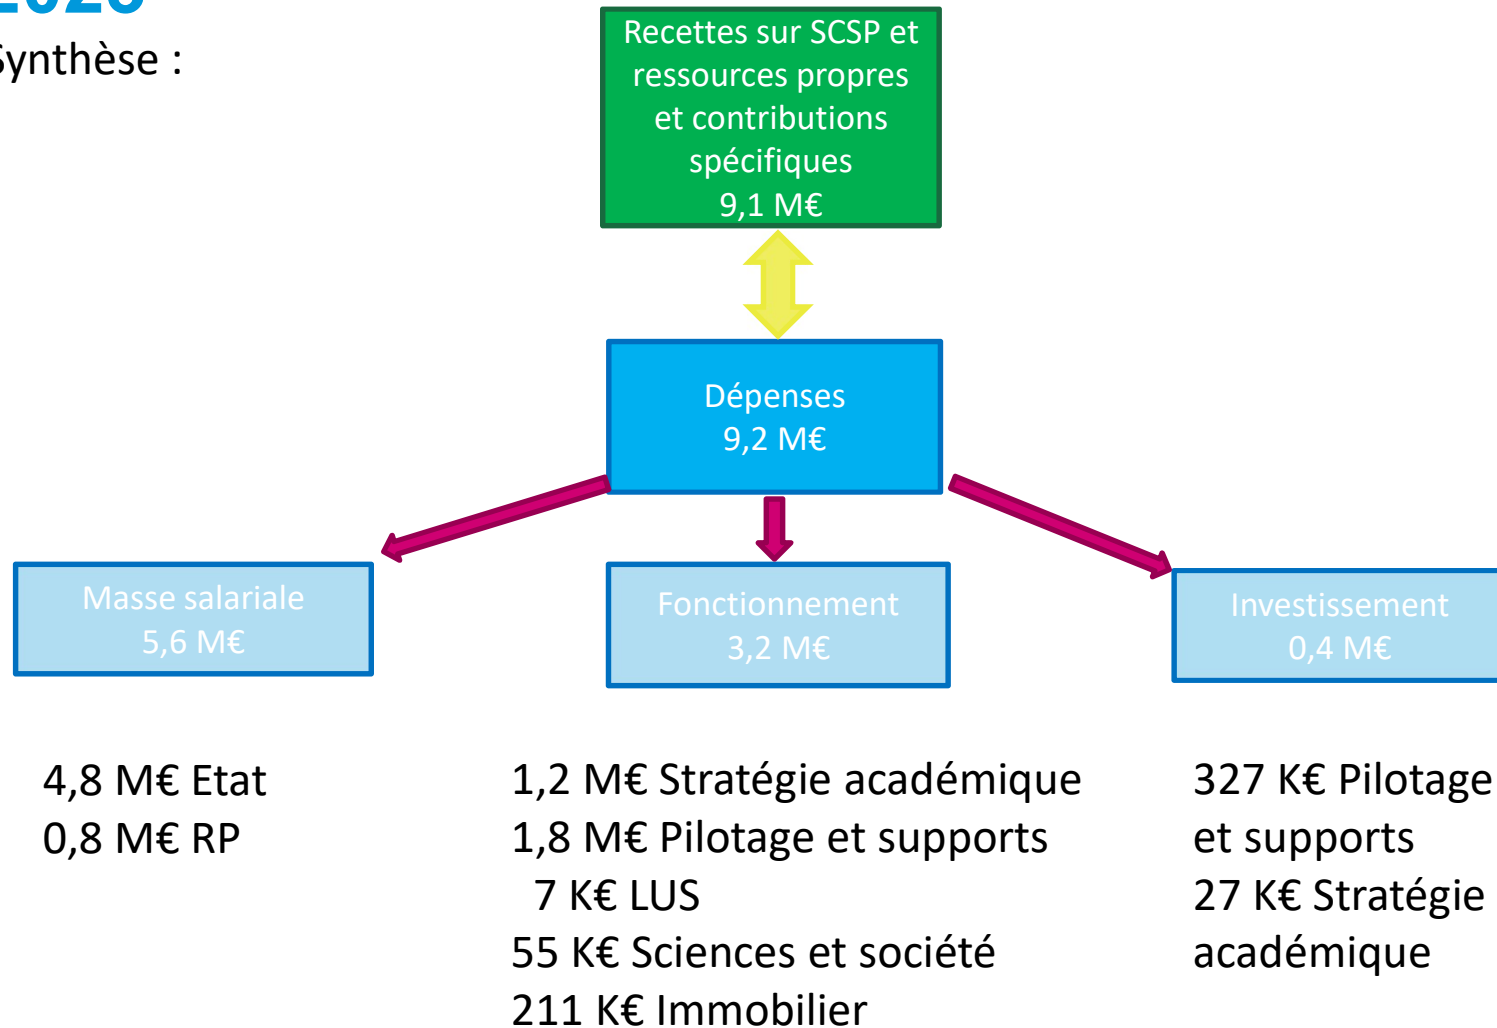 Synthèse :
Recettes sur SCSP et
ressources propres
et contributions
spécifiques
9,1 M€
Dépenses
9,2 M€
Masse salariale
5,6 M€
Fonctionnement
3,2 M€
Investissement
0,4 M€
4,8 M€ Etat
0,8 M€ RP
1,2 M€ Stratégie académique
1,8 M€ Pilotage et supports
7 K€ LUS
55 K€ Sciences et société
211 K€ Immobilier
327 K€ Pilotage
et supports
27 K€ Stratégie
académique